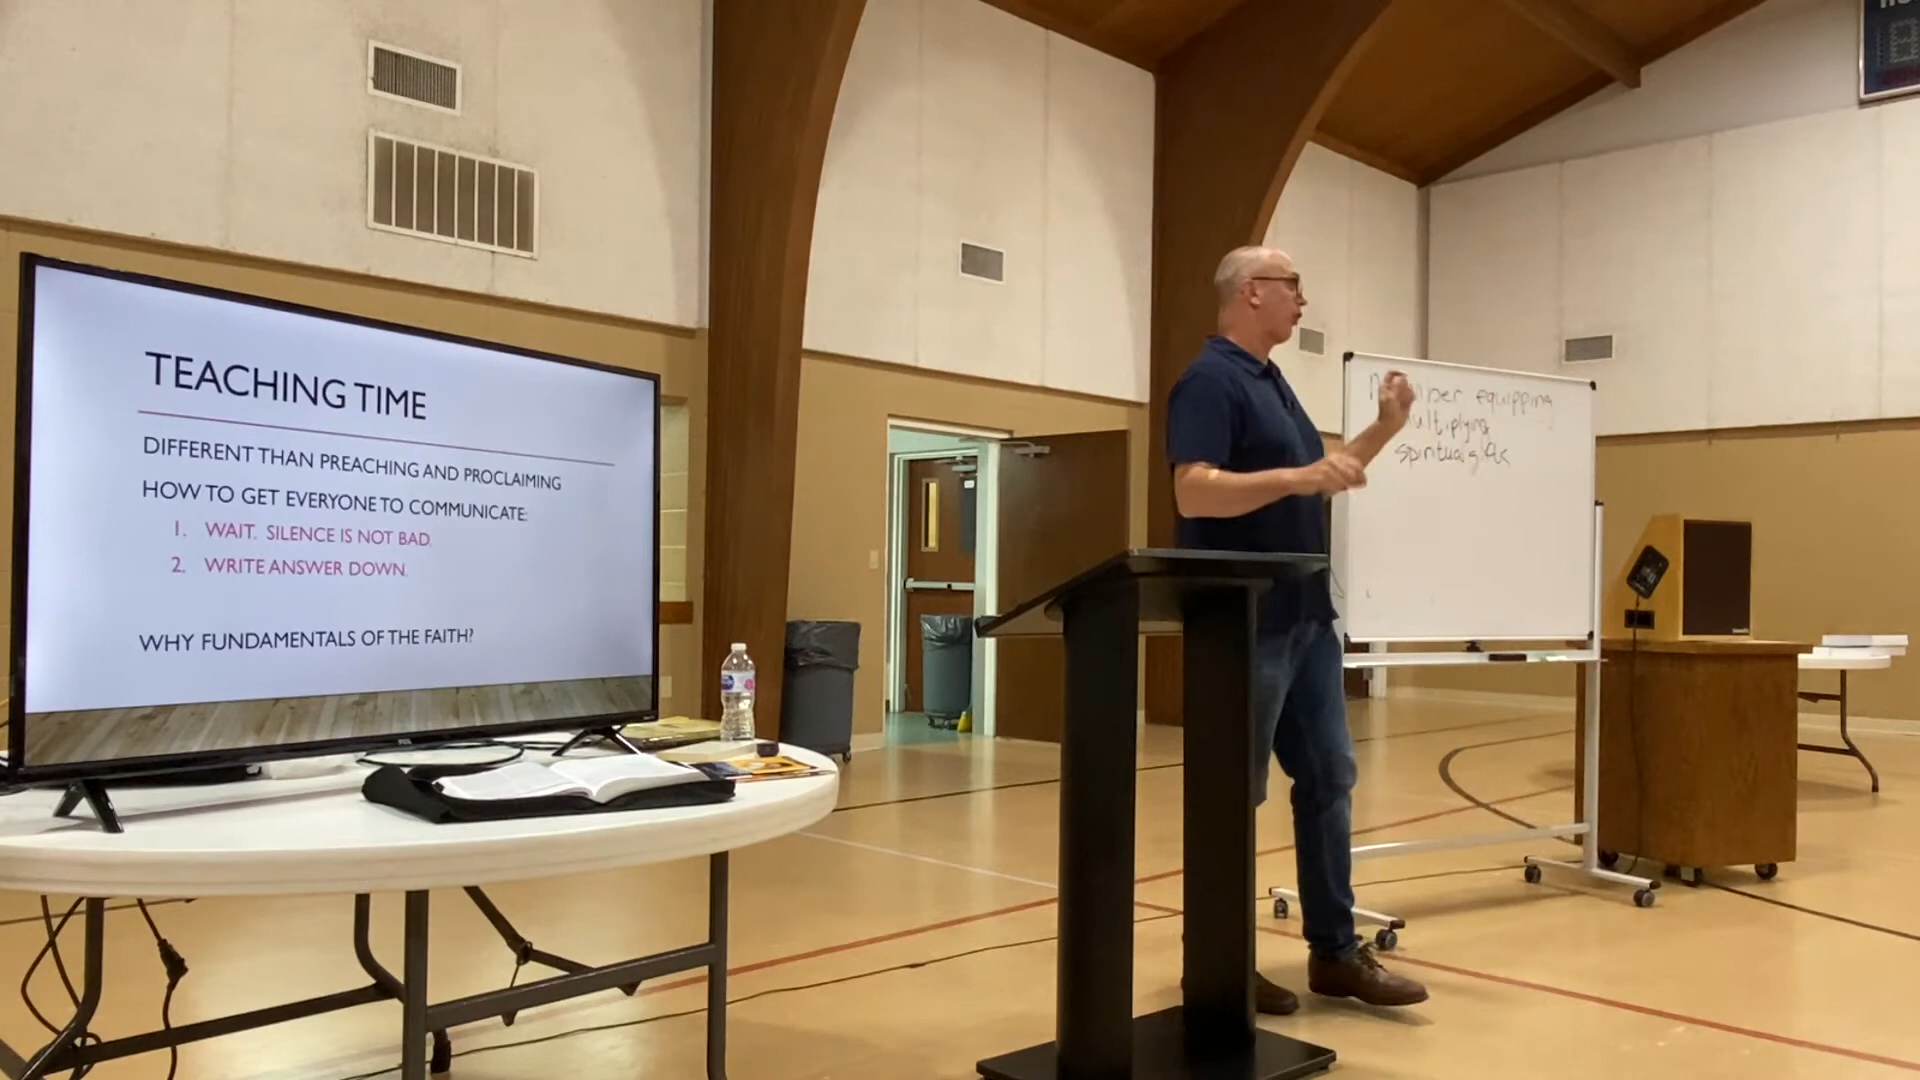 TEACHING TIME
DIFFERENT THAN PREACHING AND PROCLAIMING
HOW TO GET EVERYONE TO COMMUNICATE:
1. WAIT. SILENCE IS NOT BAD.
2. WRITE ANSWER DOWN.
WHY FUNDAMENTALS OF THE FAITH?
equipping
spiritual gifts